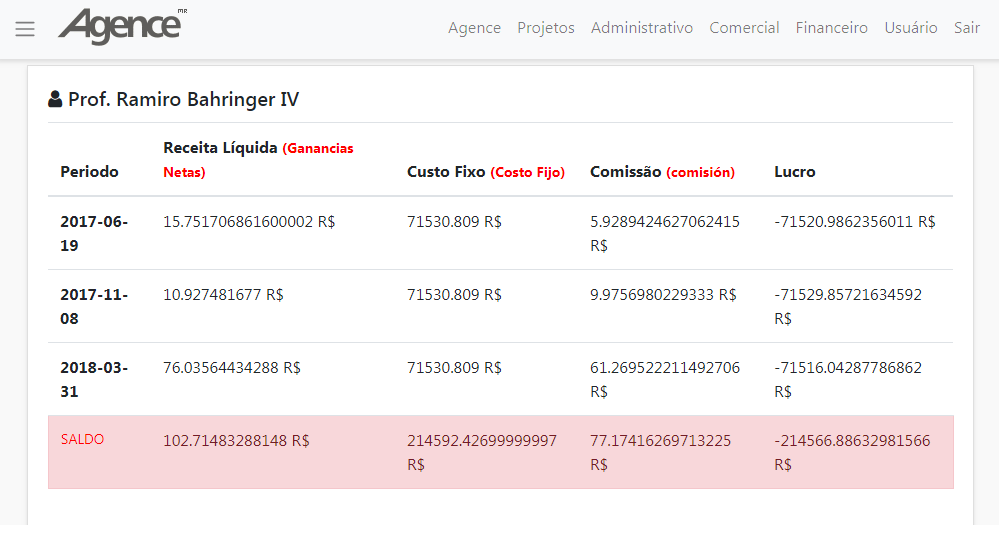 Agence MR
Agence Projetos Administrativo Comercial Financeiro Usuário Sair
Prof. Ramiro Bahringer IV
Periodo Receita Líquida (Ganancias Netas) Custo Fixo (Costo Fijo) Comissão (comisión) Lucro
2017-06-19 15.751706861600002 R$ 71530.809 R$ 5.9289424627062415 R$ -71520.9862356011 R$
2017-11-08 10.927481677 R$ 71530.809 R$ 9.9756980229333 R$ -71529.85721634592 R$
2018-03-31 76.03564434288 R$ 71530.809 R$ 61.269522211492706 R$ -71516.04287786862 R$
SALDO 102.71483288148 R$ 214592.42699999997 R$ 77.17416269713225 R$ -214566.88632981566 R$